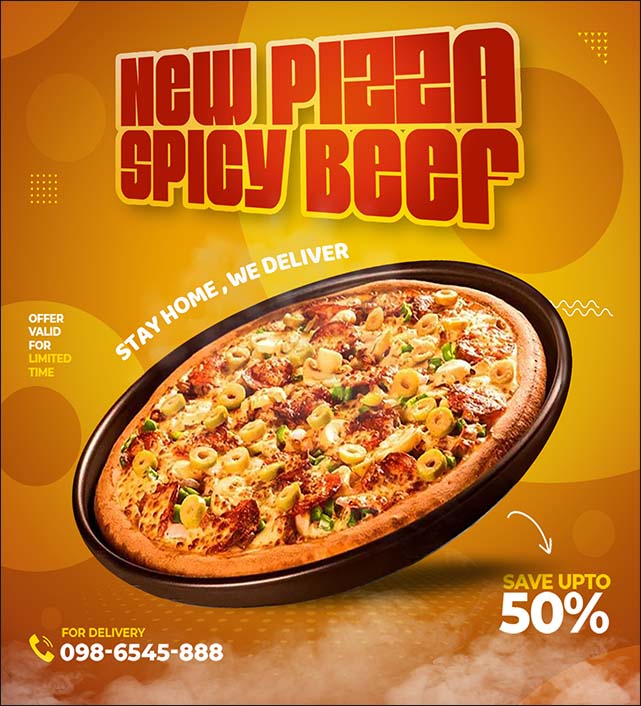 NEW PIZZA
SPICY BEEF
STAY HOME , WE DELIVER
OFFER
VALID
FOR
LIMITED
TIME
SAVE UPTO
50%
FOR DELIVERY
098-6545-888